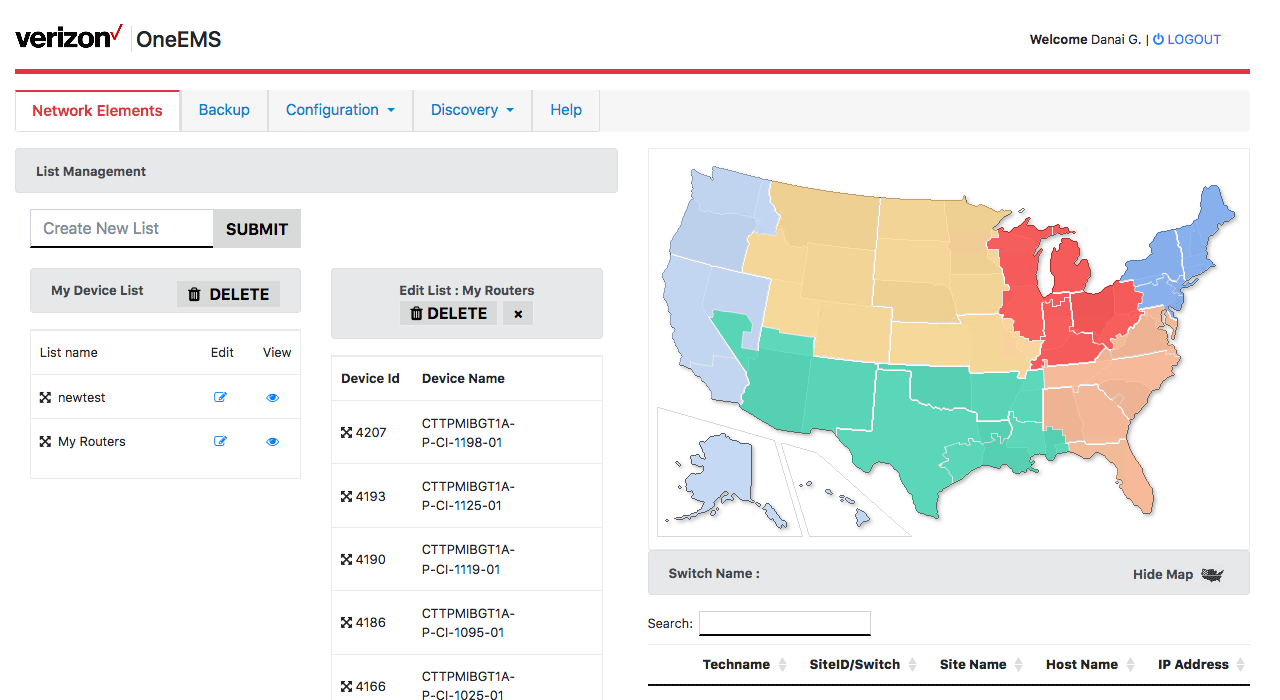 verizon OneEMS
Welcome Danai G. | LOGOUT
Network Elements Backup Configuration Discovery Help
List Management
Create New List SUBMIT
My Device List DELETE
List name Edit View
newtest
My Routers
Edit List : My Routers
DELETE ×
Device Id Device Name
4207 CTTPMIBGT1A-
P-CI-1198-01
4193 CTTPMIBGT1A-
P-CI-1125-01
4190 CTTPMIBGT1A-
P-CI-1119-01
4186 CTTPMIBGT1A-
P-CI-1095-01
4166 CTTPMIBGT1A-
P-CI-1025-01
Switch Name :
Hide Map
Search:
Techname SiteID/Switch Site Name Host Name IP Address